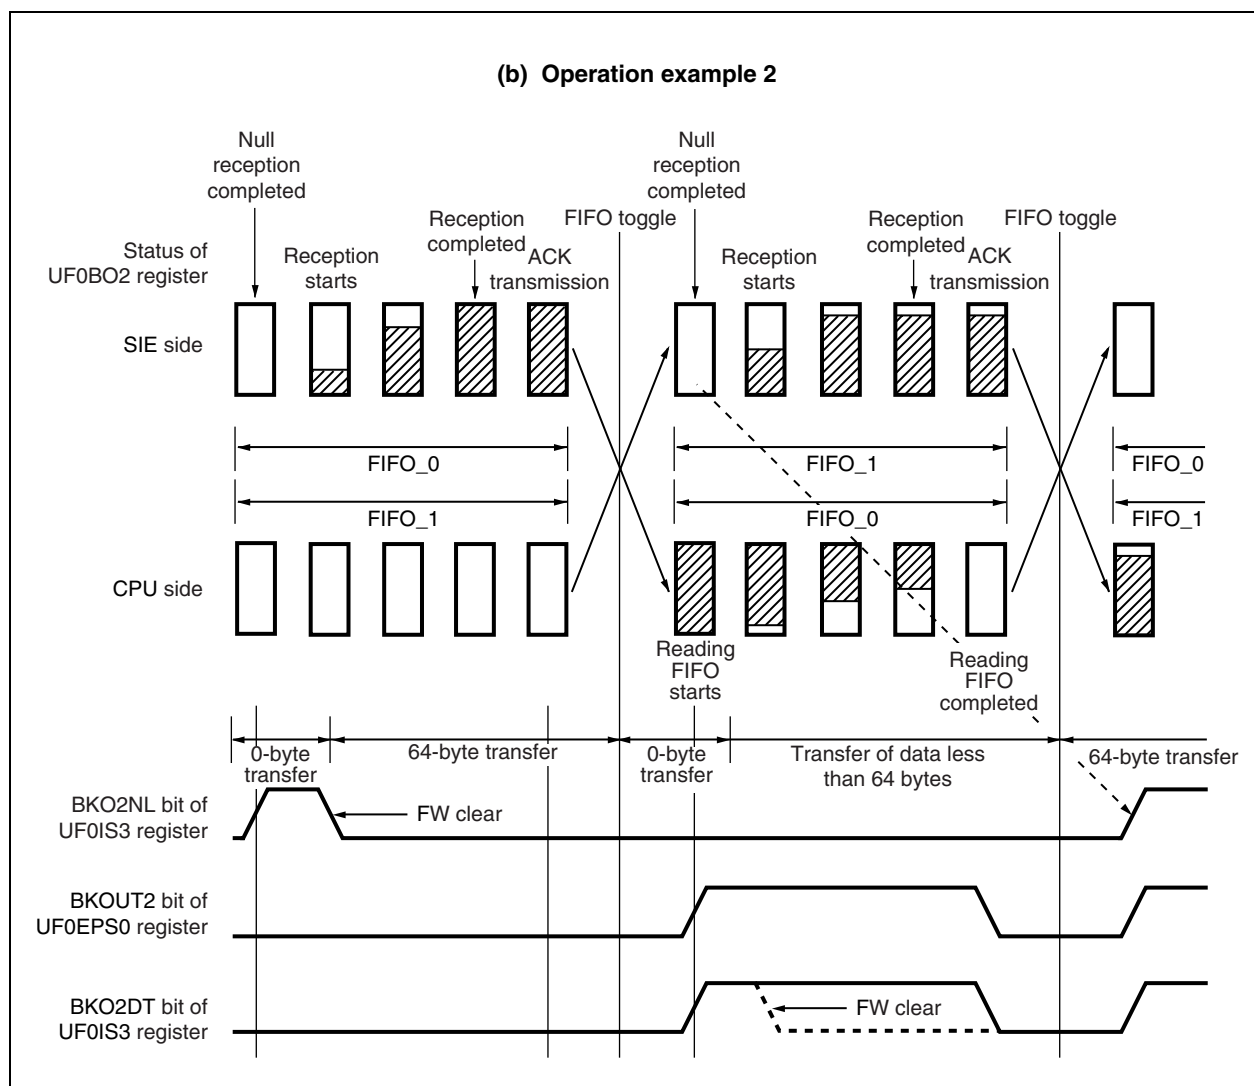 (b) Operation example 2
Null
reception
completed
Null
reception
completed
FIFO toggle
FIFO toggle
Reception
completed
Reception
completed
Status of
UF0BO2 register
Reception
starts
ACK
transmission
Reception
starts
ACK
transmission
SIE side
FIFO_0
FIFO_1
FIFO_0
FIFO_1
FIFO_0
FIFO_1
CPU side
Reading
FIFO
starts
Reading
FIFO
completed
0-byte
transfer
64-byte transfer
0-byte
transfer
Transfer of data less
than 64 bytes
64-byte transfer
BKO2NL bit of
UF0IS3 register
FW clear
BKOUT2 bit of
UF0EPS0 register
BKO2DT bit of
UF0IS3 register
FW clear